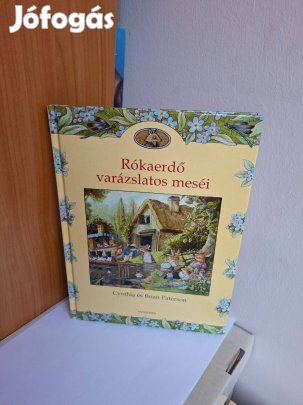 Jófogás
Rókaerdő
varázslatos meséi
Cynthia és Brian Paterson